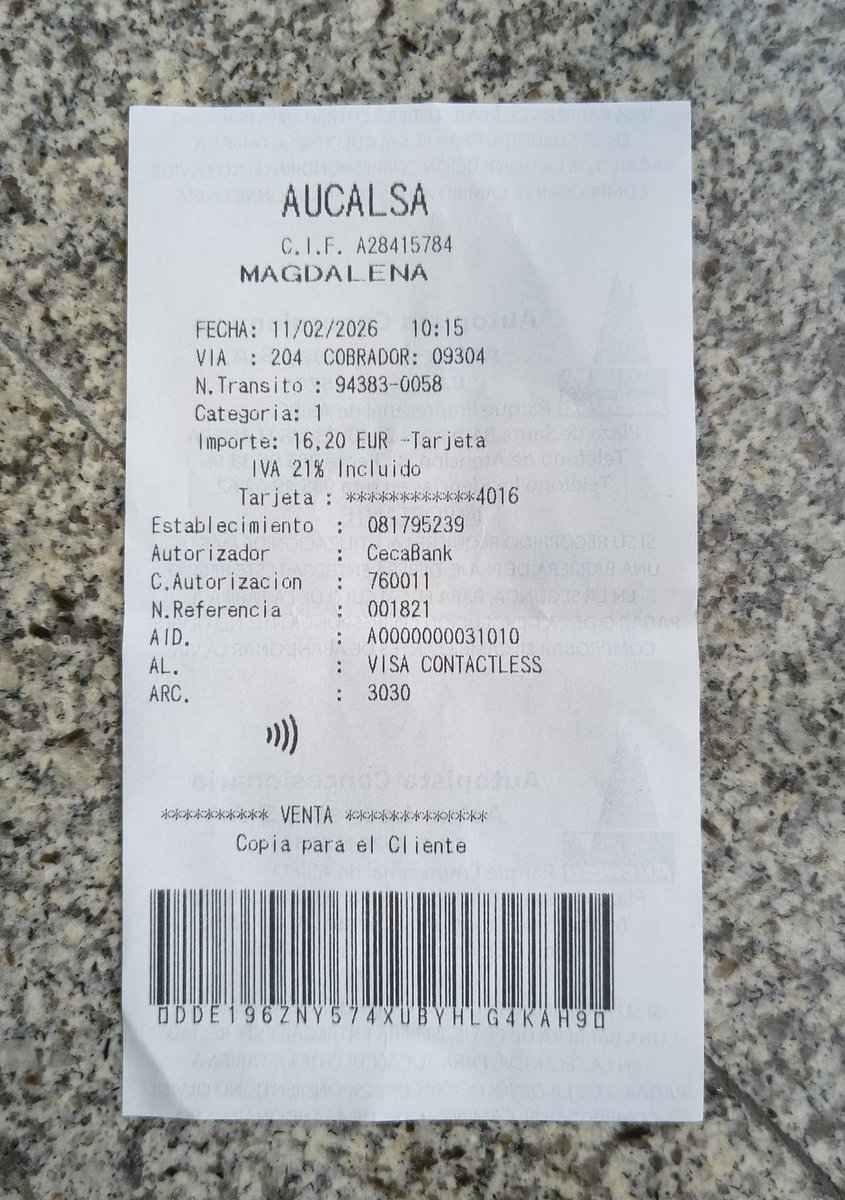 AUCALSA
C.I.F. A28415784
MAGDALENA
FECHA: 11/02/2026 10:15
VIA : 204 COBRADOR: 09304
N.Transito : 94383-0058
Categoria: 1
Importe: 16,20 EUR -Tarjeta
IVA 21% Incluido
Tarjeta : ************4016
Establecimiento : 081795239
Autorizador : CecaBank
C.Autorizacion : 760011
N.Referencia : 001821
AID. : A0000000031010
AL. : VISA CONTACTLESS
ARC. : 3030
********** VENTA *************
Copia para el Cliente
▯DDE196ZNY574XUBYHLG4KAH9▯